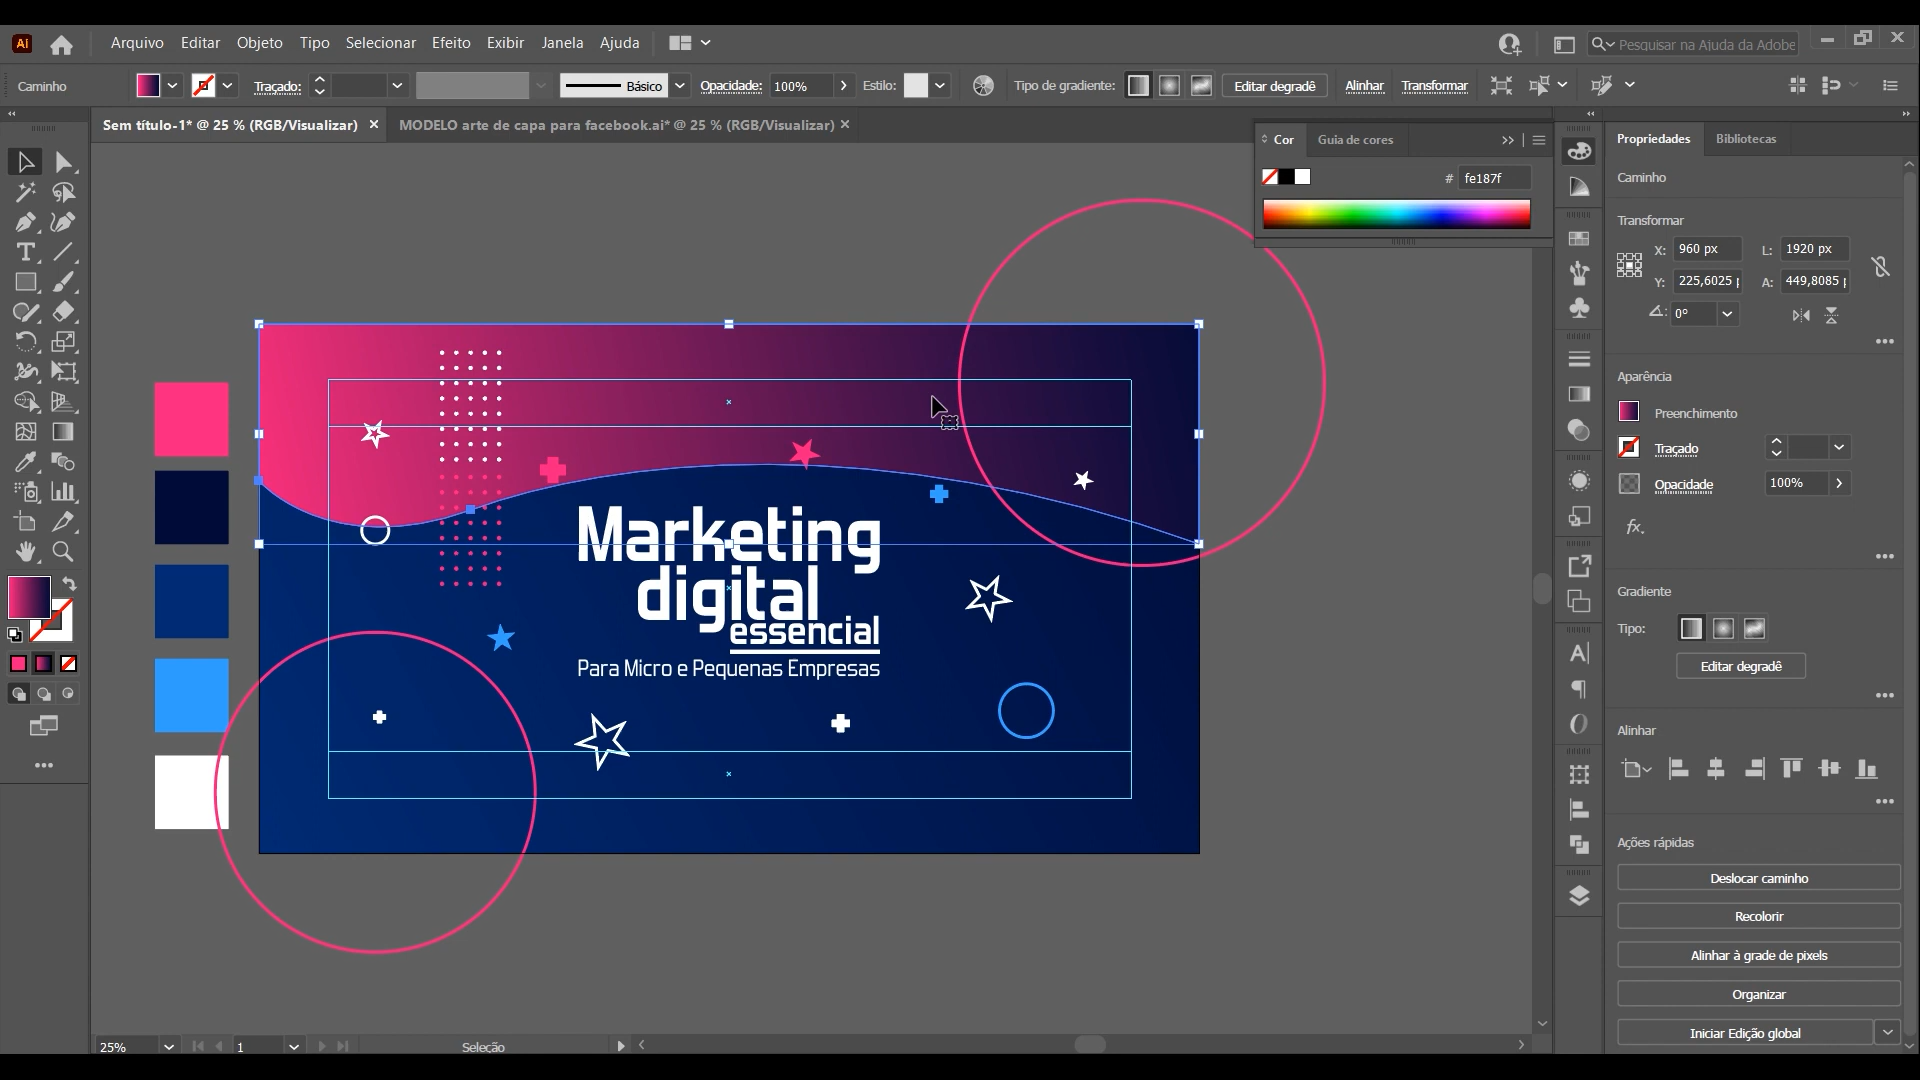 Ai Arquivo Editar Objeto Tipo Selecionar Efeito Exibir Janela Ajuda Pesquisar na Ajuda da Adobe
Caminho Traçado: Básico Opacidade: 100% Estilo: Tipo de gradiente: Editar degradê Alinhar Transformar
Sem título-1* @ 25 % (RGB/Visualizar) × MODELO arte de capa para facebook.ai* @ 25 % (RGB/Visualizar) ×
Cor Guia de cores
# fe187f
Propriedades Bibliotecas
Caminho
Transformar
X: 960 px L: 1920 px
Y: 225,6025 A: 449,8085
0°
Aparência
Preenchimento
Traçado
Opacidade 100%
fx.
Gradiente
Tipo:
Editar degradê
Alinhar
Ações rápidas
Deslocar caminho
Recolorir
Alinhar à grade de pixels
Organizar
Iniciar Edição global
Marketing
digital
essencial
Para Micro e Pequenas Empresas
25% 1 Seleção